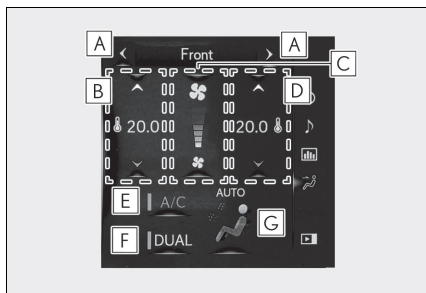 A < Front > A
C
B D
20.0 20.0
AUTO
E A/C
F DUAL G